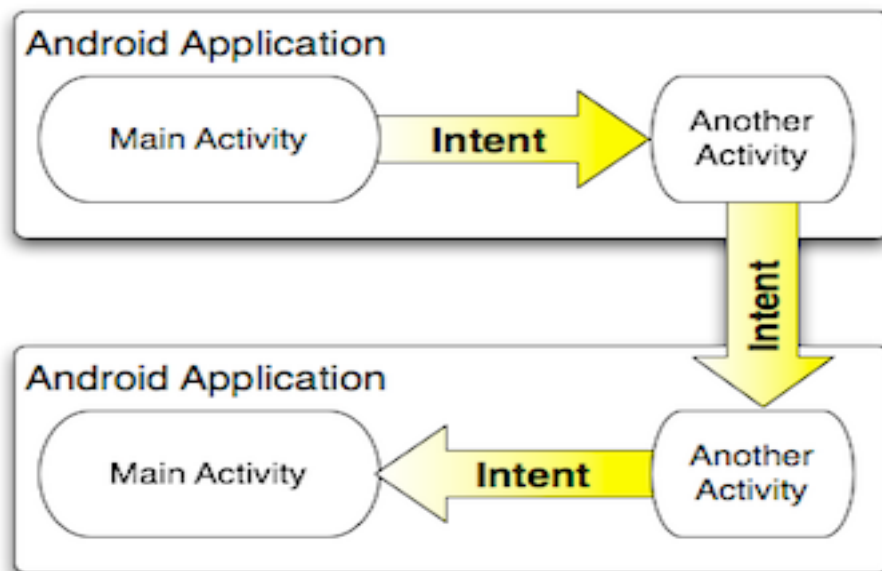 Android Application
Main Activity
Intent
Another
Activity
Intent
Android Application
Main Activity
Intent
Another
Activity